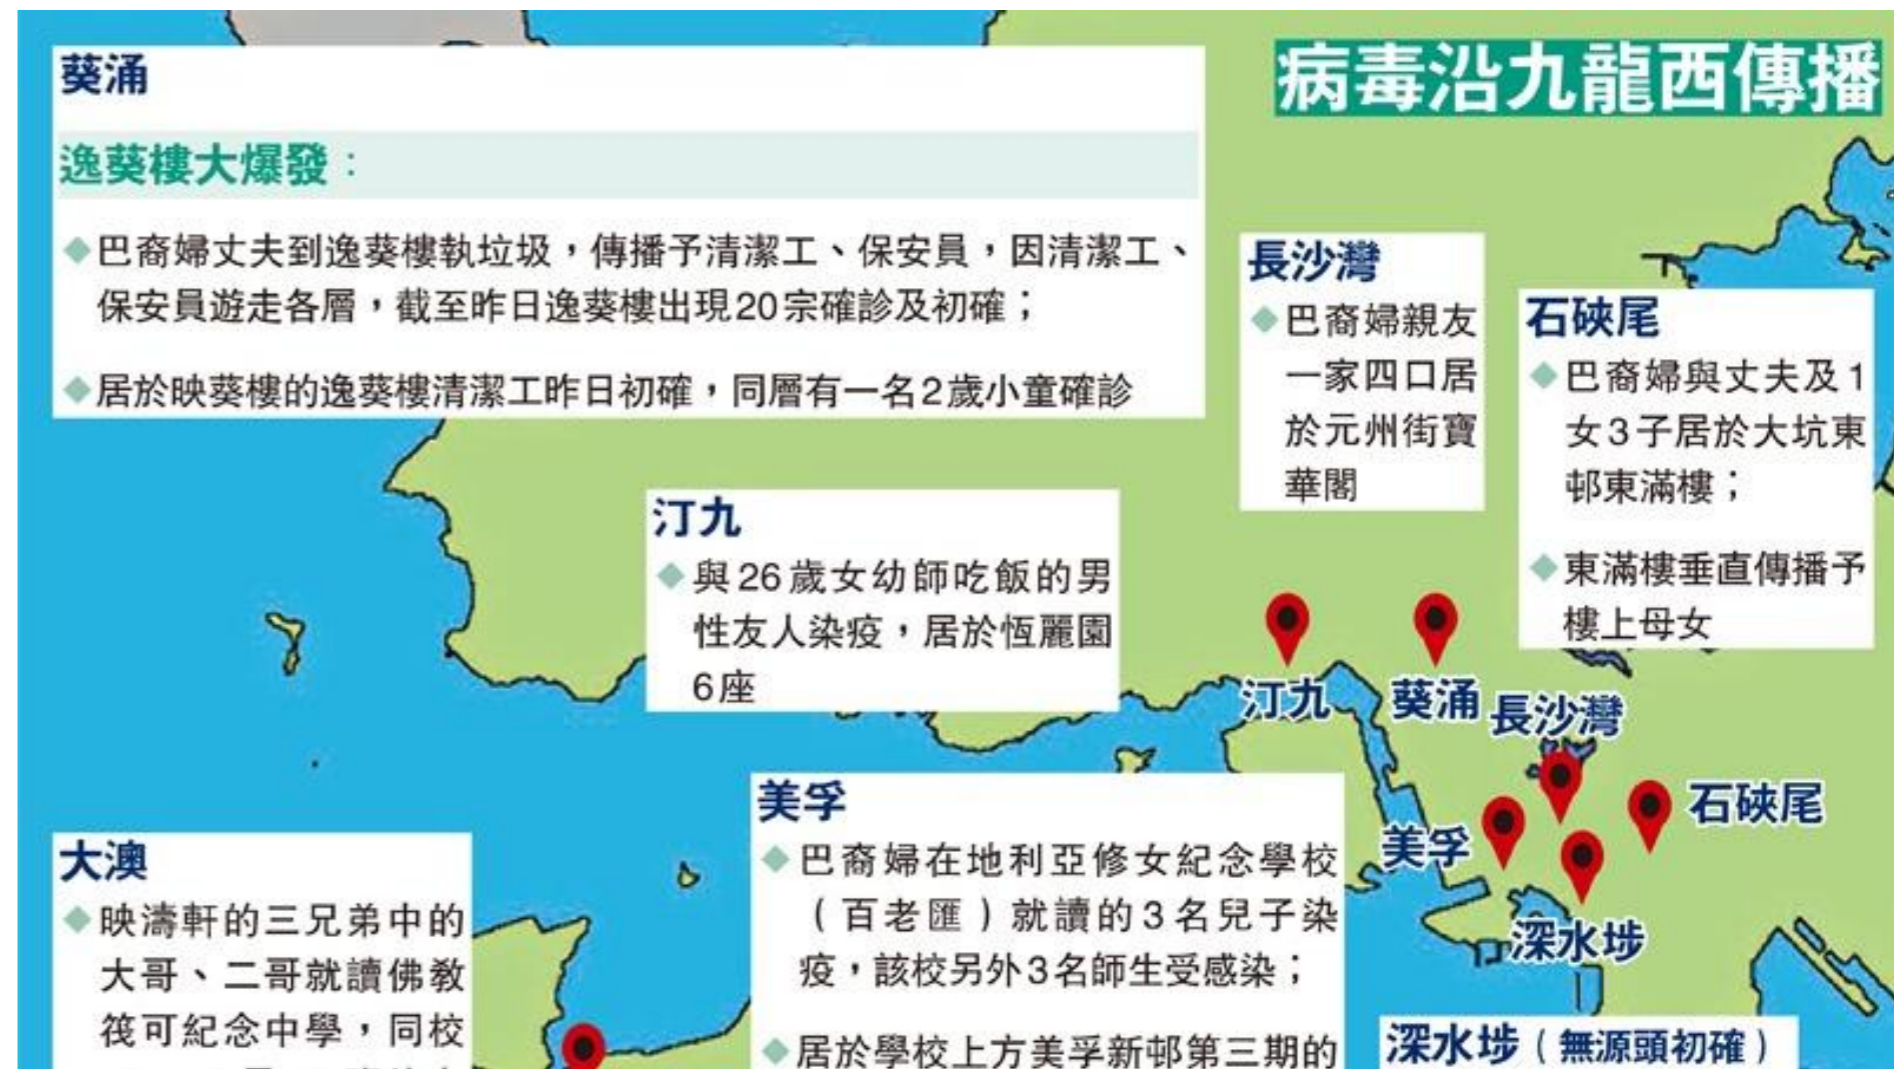 病毒沿九龍西傳播
葵涌
逸葵樓大爆發：
◆巴裔婦丈夫到逸葵樓執垃圾，傳播予清潔工、保安員，因清潔工、
保安員遊走各層，截至昨日逸葵樓出現20宗確診及初確；
◆居於映葵樓的逸葵樓清潔工昨日初確，同層有一名2歲小童確診
長沙灣
◆巴裔婦親友
一家四口居
於元州街寶
華閣
石硤尾
◆巴裔婦與丈夫及1
女3子居於大坑東
邨東滿樓；
◆東滿樓垂直傳播予
樓上母女
汀九
◆與26歲女幼師吃飯的男
性友人染疫，居於恆麗園
6座
汀九
葵涌
長沙灣
石硤尾
美孚
深水埗
美孚
◆巴裔婦在地利亞修女紀念學校
（百老匯）就讀的3名兒子染
疫，該校另外3名師生受感染；
◆居於學校上方美孚新邨第三期的
大澳
◆映濤軒的三兄弟中的
大哥、二哥就讀佛教
筏可紀念中學，同校
深水埗（無源頭初確）